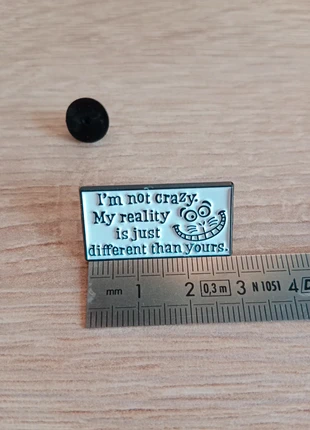 I'm not crazy.
My reality
is just
different than yours.
mm 1 2 0,3 m 3 N 1051 4